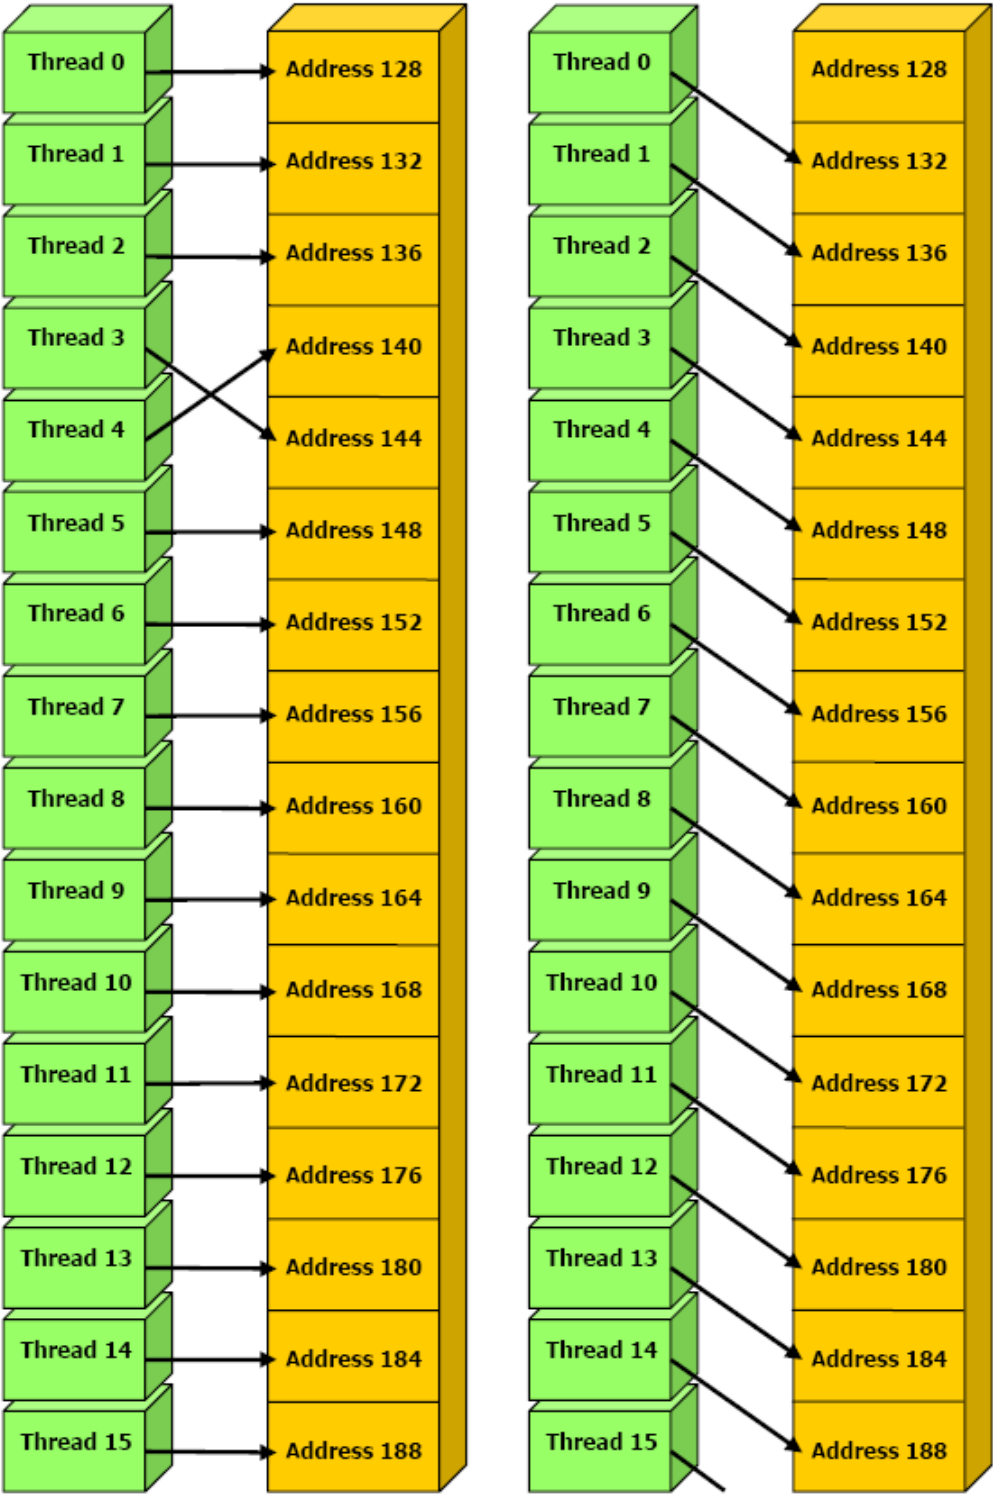 Thread 0 Address 128
Thread 1 Address 132
Thread 2 Address 136
Thread 3 Address 140
Thread 4 Address 144
Thread 5 Address 148
Thread 6 Address 152
Thread 7 Address 156
Thread 8 Address 160
Thread 9 Address 164
Thread 10 Address 168
Thread 11 Address 172
Thread 12 Address 176
Thread 13 Address 180
Thread 14 Address 184
Thread 15 Address 188
Thread 0 Address 128
Thread 1 Address 132
Thread 2 Address 136
Thread 3 Address 140
Thread 4 Address 144
Thread 5 Address 148
Thread 6 Address 152
Thread 7 Address 156
Thread 8 Address 160
Thread 9 Address 164
Thread 10 Address 168
Thread 11 Address 172
Thread 12 Address 176
Thread 13 Address 180
Thread 14 Address 184
Thread 15 Address 188